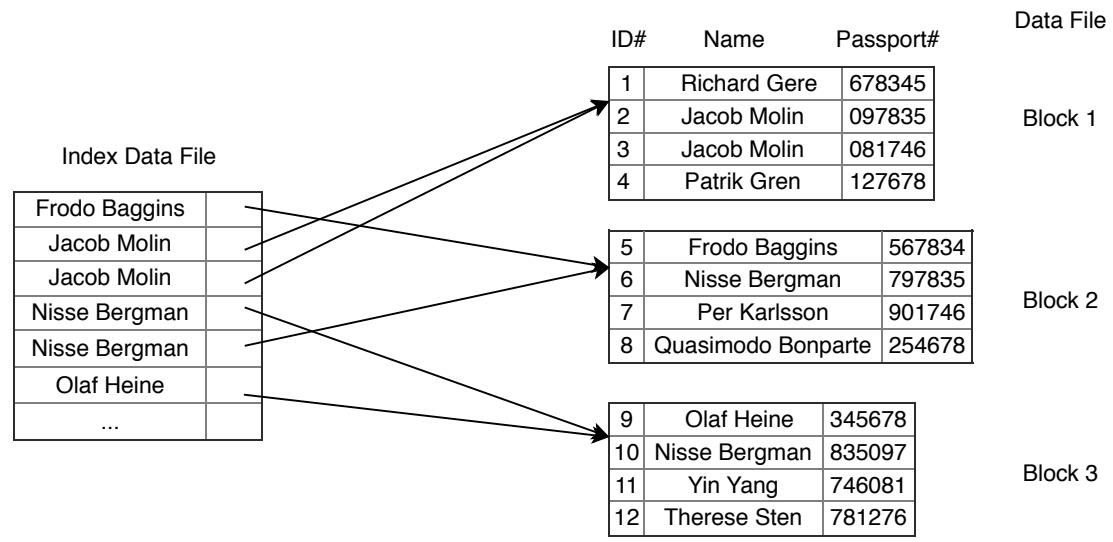 Data File
ID# Name Passport#
1 Richard Gere 678345
2 Jacob Molin 097835
3 Jacob Molin 081746
4 Patrik Gren 127678
Block 1
Index Data File
Frodo Baggins
Jacob Molin
Jacob Molin
Nisse Bergman
Nisse Bergman
Olaf Heine
...
5 Frodo Baggins 567834
6 Nisse Bergman 797835
7 Per Karlsson 901746
8 Quasimodo Bonparte 254678
Block 2
9 Olaf Heine 345678
10 Nisse Bergman 835097
11 Yin Yang 746081
12 Therese Sten 781276
Block 3